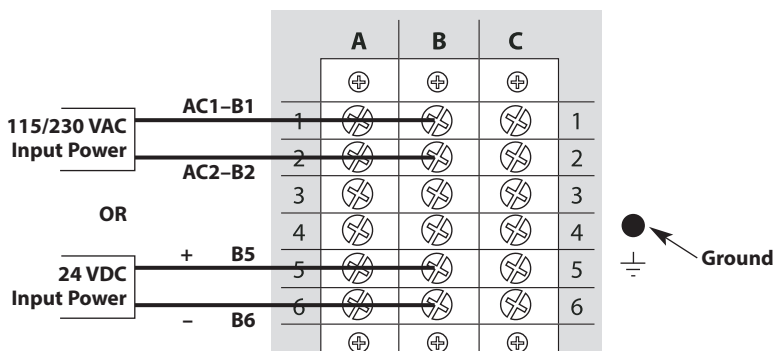 A B C
AC1–B1
115/230 VAC
Input Power
AC2–B2
OR
+ B5
24 VDC
Input Power
– B6
1 1
2 2
3 3
4 4
5 5
6 6
Ground